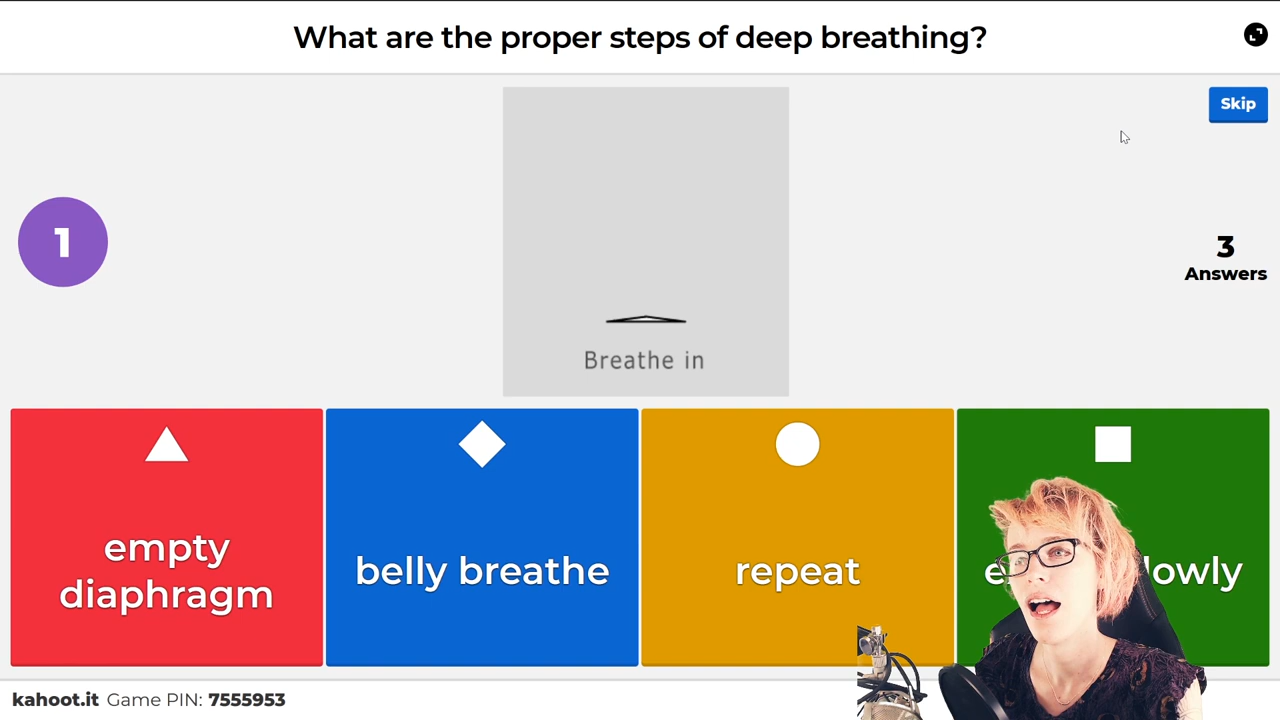 What are the proper steps of deep breathing?
Skip
1
3
Answers
Breathe in
empty
diaphragm
belly breathe
repeat
kahoot.it Game PIN: 7555953